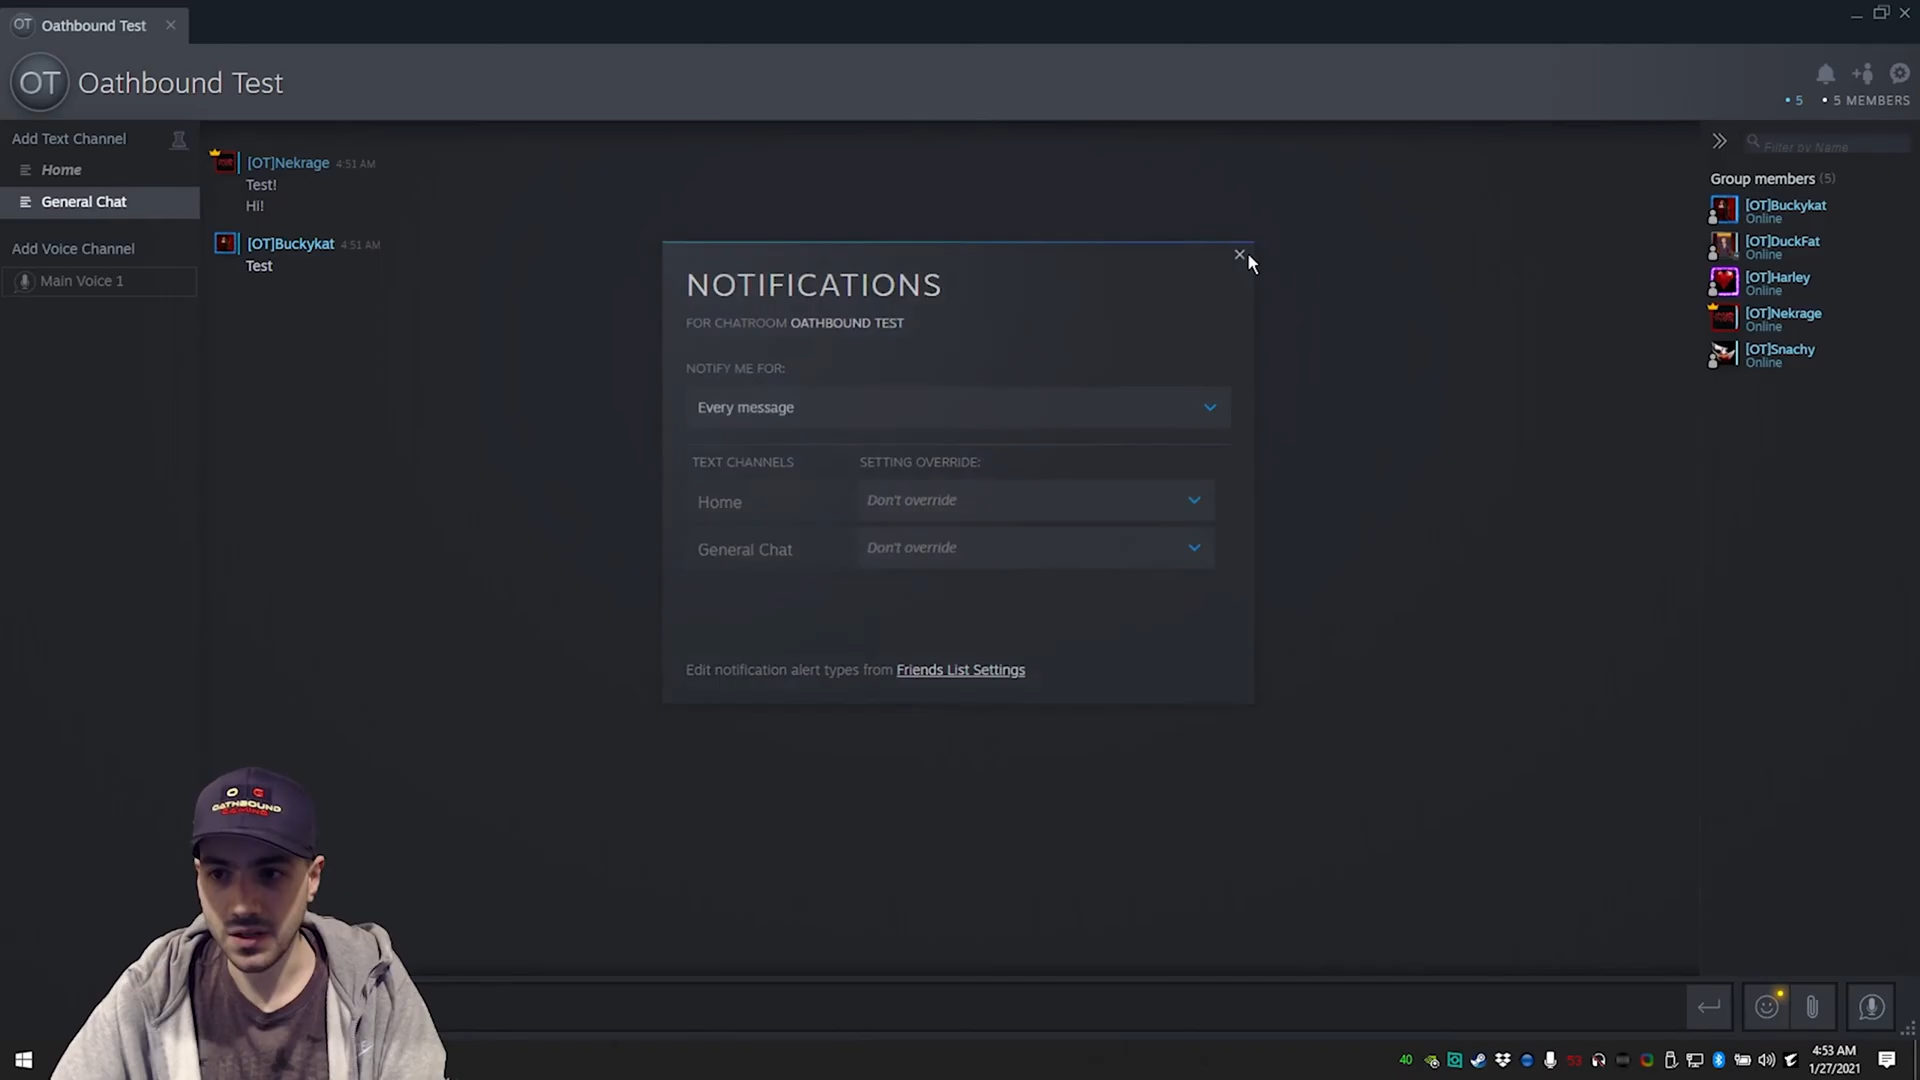 OT Oathbound Test
OT Oathbound Test
5 5 MEMBERS
Add Text Channel
Home
General Chat
Add Voice Channel
Main Voice 1
[OT]Nekrage 4:51 AM
Test!
Hi!
[OT]Buckykat 4:51 AM
Test
NOTIFICATIONS
FOR CHATROOM OATHBOUND TEST
NOTIFY ME FOR:
Every message
TEXT CHANNELS SETTING OVERRIDE:
Home Don't override
General Chat Don't override
Edit notification alert types from Friends List Settings
Filter by Name
Group members (5)
[OT]Buckykat
Online
[OT]DuckFat
Online
[OT]Harley
Online
[OT]Nekrage
Online
[OT]Snachy
Online
O G
OATHBOUND
GAMING
40
53
4:53 AM
1/27/2021